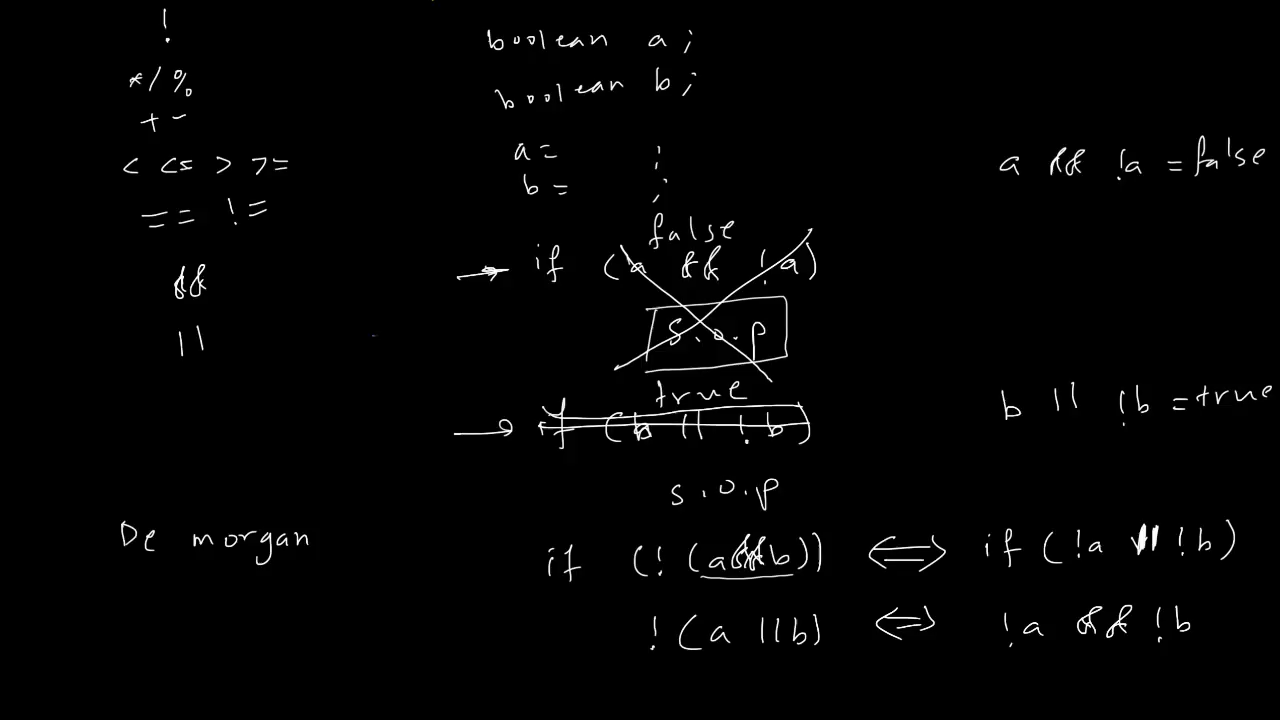 !
* / %
+ -
< <= > >=
== !=
&&
||
De morgan
boolean a;
boolean b;
a = ;
b = ;
false
if (a && !a)
s.o.p
true
if (b || !b)
s.o.p
if (!(a&&b)) ⇔ if (!a || !b)
!(a ||b) ⇔ !a && !b
a && !a = false
b || !b = true